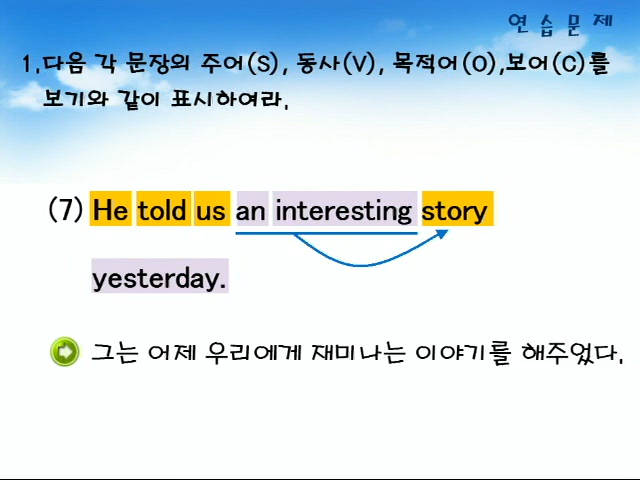 연습문제
1.다음 각 문장의 주어(S), 동사(V), 목적어(O),보어(C)를
보기와 같이 표시하여라.
(7) He told us an interesting story
yesterday.
그는 어제 우리에게 재미나는 이야기를 해주었다.